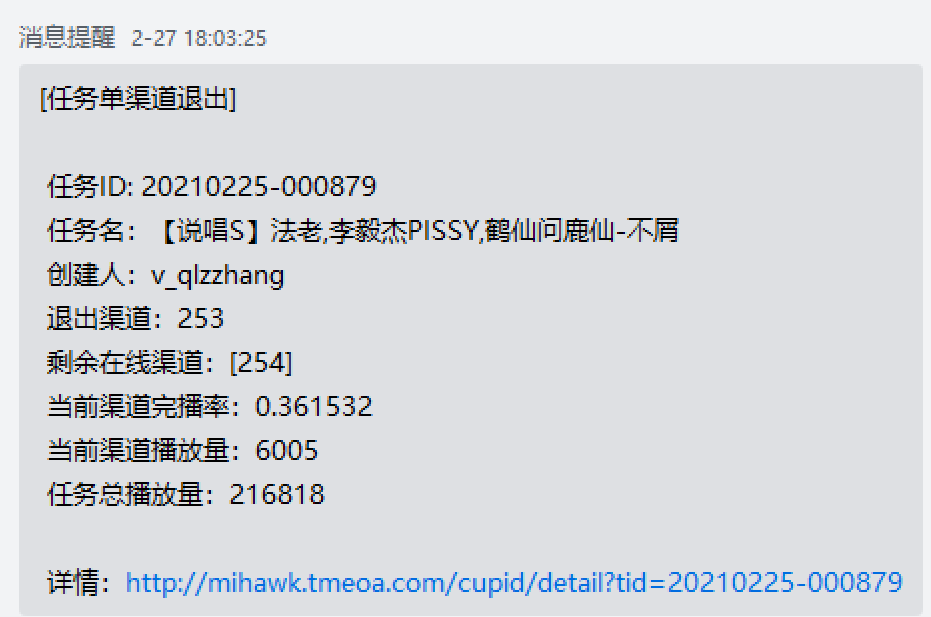 消息提醒 2-27 18:03:25
[任务单渠道退出]
任务ID: 20210225-000879
任务名：【说唱S】法老,李毅杰PISSY,鹤仙问鹿仙-不屑
创建人：v_qlzzhang
退出渠道：253
剩余在线渠道：[254]
当前渠道完播率：0.361532
当前渠道播放量：6005
任务总播放量：216818
详情：http://mihawk.tmeoa.com/cupid/detail?tid=20210225-000879